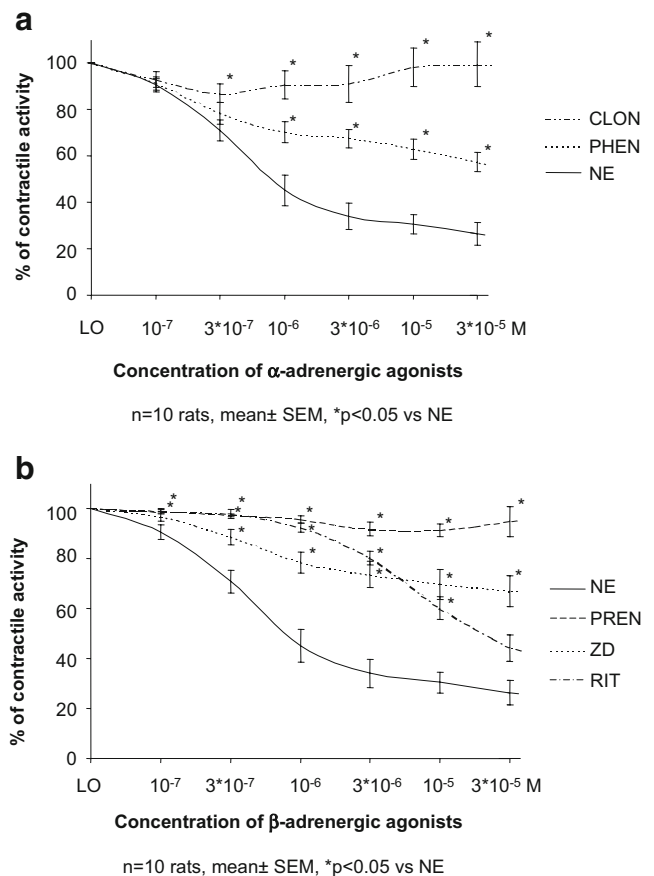 a
% of contractile activity
100
80
60
40
20
0
* * * * *
* * * *
CLON
PHEN
NE
LO 10-7 3*10-7 10-6 3*10-6 10-5 3*10-5 M
Concentration of α-adrenergic agonists
n=10 rats, mean± SEM, *p<0.05 vs NE
b
% of contractile activity
100
80
60
40
20
0
* * * * * *
* * * * *
* * * * *
NE
PREN
ZD
RIT
LO 10-7 3*10-7 10-6 3*10-6 10-5 3*10-5 M
Concentration of β-adrenergic agonists
n=10 rats, mean± SEM, *p<0.05 vs NE